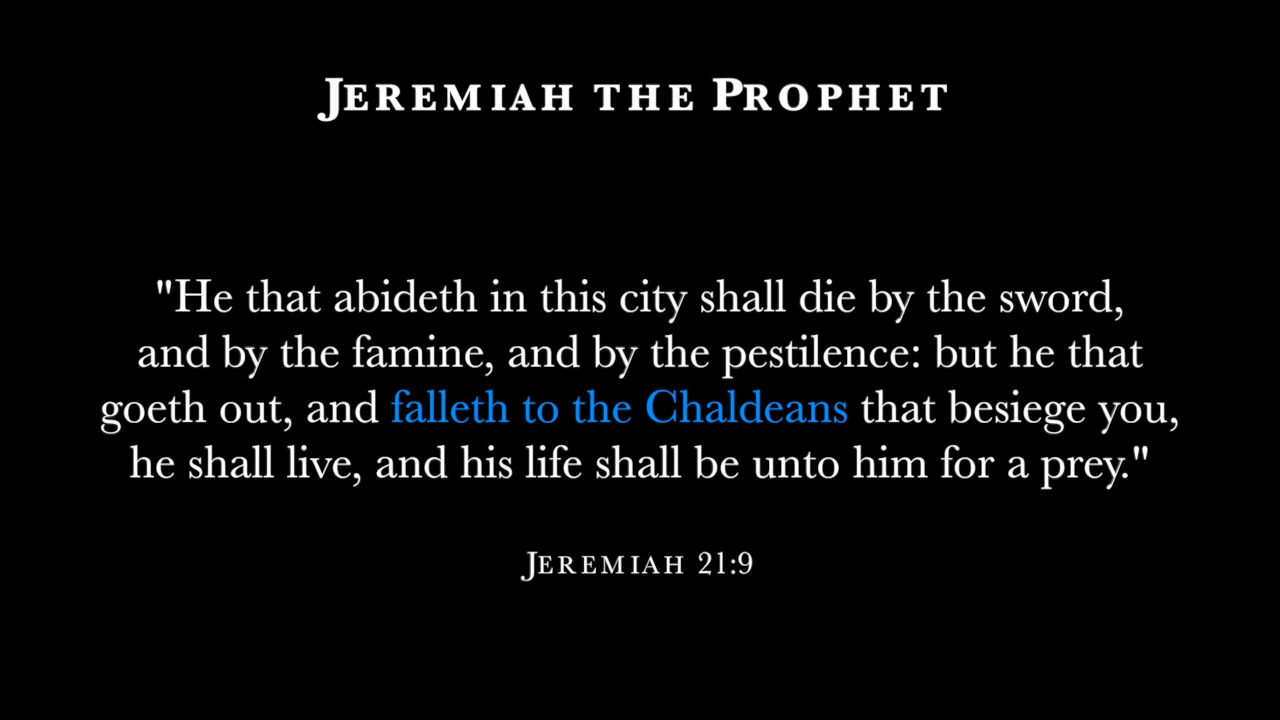 JEREMIAH THE PROPHET
"He that abideth in this city shall die by the sword,
and by the famine, and by the pestilence: but he that
goeth out, and falleth to the Chaldeans that besiege you,
he shall live, and his life shall be unto him for a prey."
JEREMIAH 21:9